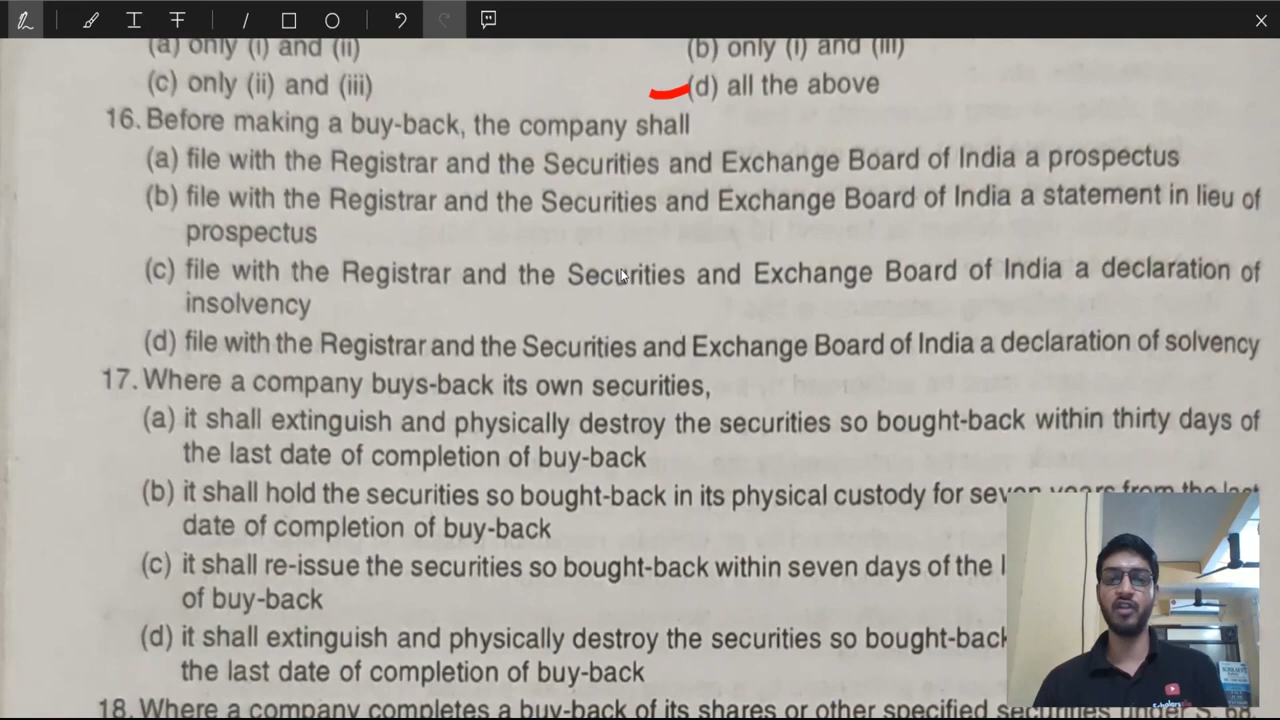 (a) only (i) and (ii)
(b) only (i) and (iii)
(c) only (ii) and (iii)
(d) all the above
16. Before making a buy-back, the company shall
(a) file with the Registrar and the Securities and Exchange Board of India a prospectus
(b) file with the Registrar and the Securities and Exchange Board of India a statement in lieu of
prospectus
(c) file with the Registrar and the Securities and Exchange Board of India a declaration of
insolvency
(d) file with the Registrar and the Securities and Exchange Board of India a declaration of solvency
17. Where a company buys-back its own securities,
(a) it shall extinguish and physically destroy the securities so bought-back within thirty days of
the last date of completion of buy-back
(b) it shall hold the securities so bought-back in its physical custody for seven years from the last
date of completion of buy-back
(c) it shall re-issue the securities so bought-back within seven days of the
of buy-back
(d) it shall extinguish and physically destroy the securities so bought-back
the last date of completion of buy-back
18. Where a company completes a buy-back of its shares or other specified securities under S. 68,